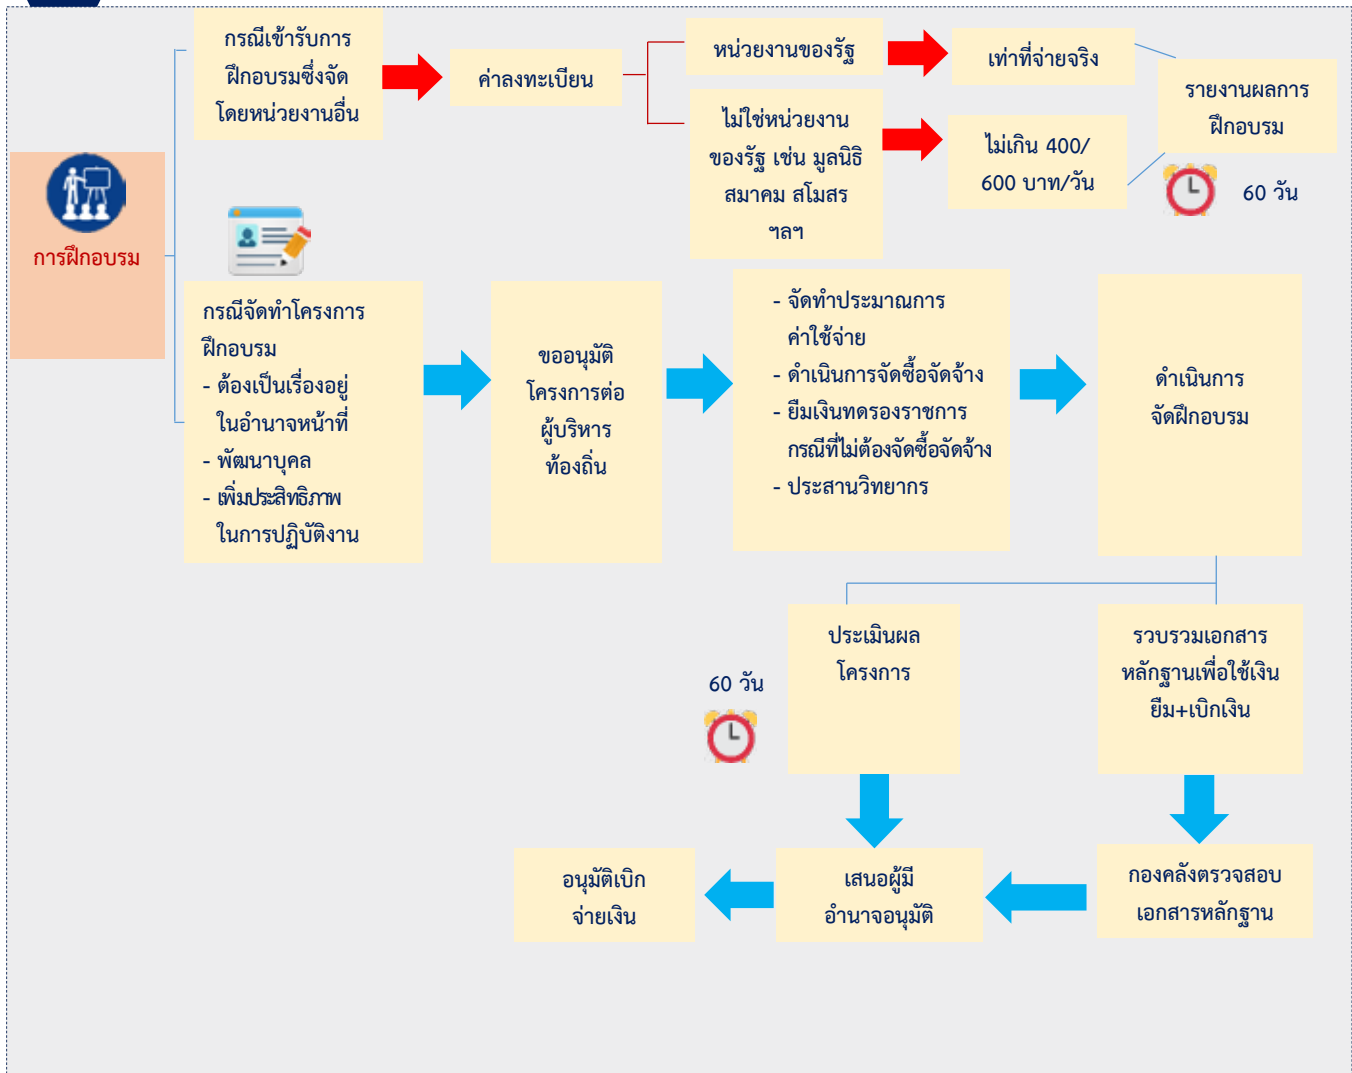 การฝึกอบรม
กรณีเข้ารับการ
ฝึกอบรมซึ่งจัด
โดยหน่วยงานอื่น
ค่าลงทะเบียน
หน่วยงานของรัฐ
เท่าที่จ่ายจริง
ไม่ใช่หน่วยงาน
ของรัฐ เช่น มูลนิธิ
สมาคม สโมสร
ฯลฯ
ไม่เกิน 400/
600 บาท/วัน
รายงานผลการ
ฝึกอบรม
60 วัน
กรณีจัดทำโครงการ
ฝึกอบรม
- ต้องเป็นเรื่องอยู่
ในอำนาจหน้าที่
- พัฒนาบุคล
- เพิ่มประสิทธิภาพ
ในการปฏิบัติงาน
ขออนุมัติ
โครงการต่อ
ผู้บริหาร
ท้องถิ่น
- จัดทำประมาณการ
ค่าใช้จ่าย
- ดำเนินการจัดซื้อจัดจ้าง
- ยืมเงินทดรองราชการ
กรณีที่ไม่ต้องจัดซื้อจัดจ้าง
- ประสานวิทยากร
ดำเนินการ
จัดฝึกอบรม
ประเมินผล
โครงการ
60 วัน
รวบรวมเอกสาร
หลักฐานเพื่อใช้เงิน
ยืม+เบิกเงิน
กองคลังตรวจสอบ
เอกสารหลักฐาน
เสนอผู้มี
อำนาจอนุมัติ
อนุมัติเบิก
จ่ายเงิน